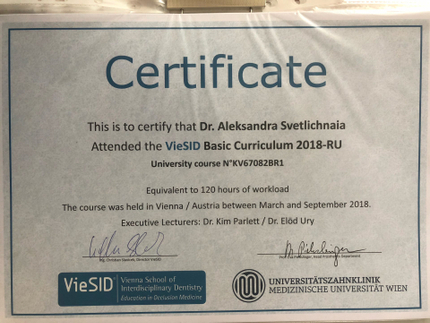 Certificate
This is to certify that Dr. Aleksandra Svetlichnaia
Attended the VieSID Basic Curriculum 2018-RU
University course N°KV67082BR1
Equivalent to 120 hours of workload
The course was held in Vienna / Austria between March and September 2018.
Executive Lecturers: Dr. Kim Parlett / Dr. Elöd Ury
VieSID® Vienna School of
Interdisciplinary Dentistry
Education in Occlusion Medicine
UNIVERSITÄTSZAHNKLINIK
MEDIZINISCHE UNIVERSITÄT WIEN